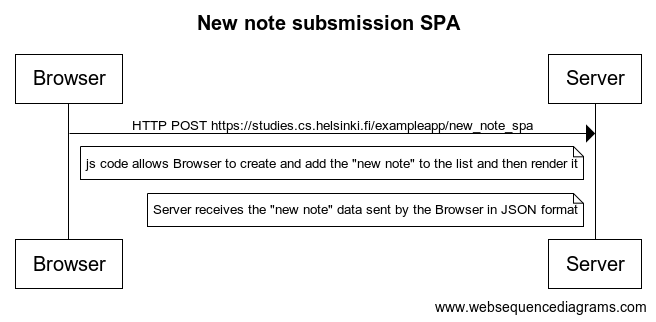 New note subsmission SPA
Browser Server
HTTP POST https://studies.cs.helsinki.fi/exampleapp/new_note_spa
js code allows Browser to create and add the "new note" to the list and then render it
Server receives the "new note" data sent by the Browser in JSON format
Browser Server
www.websequencediagrams.com